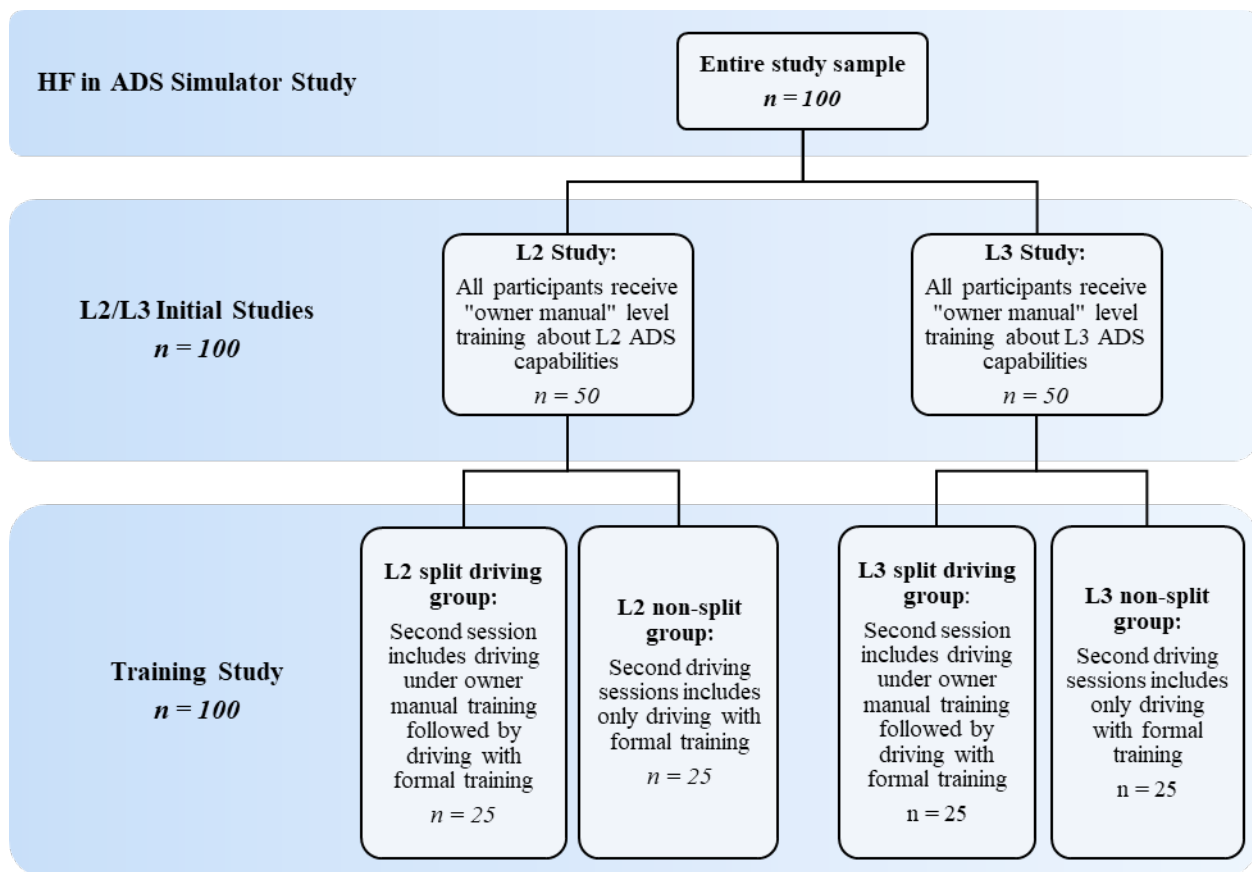 HF in ADS Simulator Study
Entire study sample
n = 100
L2/L3 Initial Studies
n = 100
L2 Study:
All participants receive
"owner manual" level
training about L2 ADS
capabilities
n = 50
L3 Study:
All participants receive
"owner manual" level
training about L3 ADS
capabilities
n = 50
Training Study
n = 100
L2 split driving
group:
Second session
includes driving
under owner
manual training
followed by
driving with
formal training
n = 25
L2 non-split
group:
Second driving
sessions includes
only driving with
formal training
n = 25
L3 split driving
group:
Second session
includes driving
under owner
manual training
followed by
driving with
formal training
n = 25
L3 non-split
group:
Second driving
sessions includes
only driving
with formal
training
n = 25